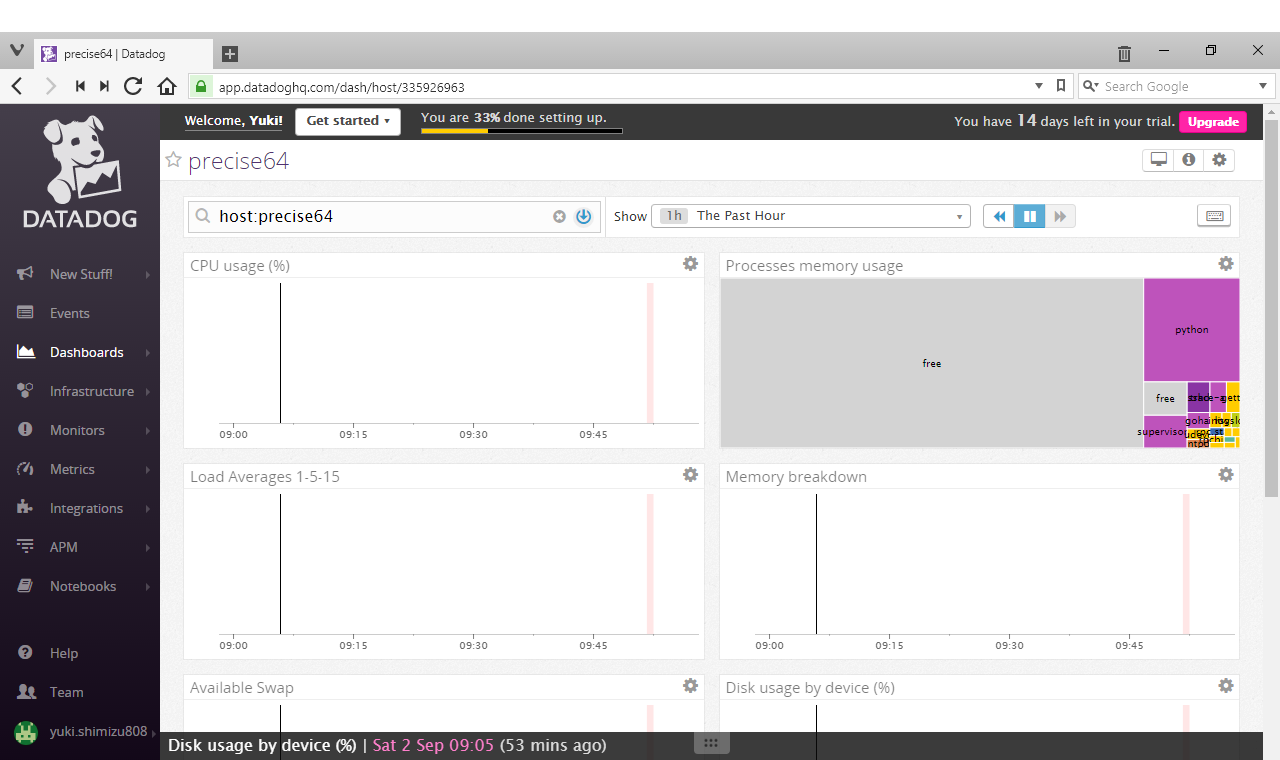 precise64 | Datadog
app.datadoghq.com/dash/host/335926963
Search Google
DATADOG
Welcome, Yuki!
Get started
You are 33% done setting up.
You have 14 days left in your trial.
Upgrade
precise64
host:precise64
Show
1h The Past Hour
New Stuff!
Events
Dashboards
Infrastructure
Monitors
Metrics
Integrations
APM
Notebooks
Help
Team
yuki.shimizu808
CPU usage (%)
09:00 09:15 09:30 09:45
Processes memory usage
free
python
free
supervisor
ntpd
Load Averages 1-5-15
09:00 09:15 09:30 09:45
Memory breakdown
09:00 09:15 09:30 09:45
Available Swap
Disk usage by device (%)
Disk usage by device (%) | Sat 2 Sep 09:05 (53 mins ago)